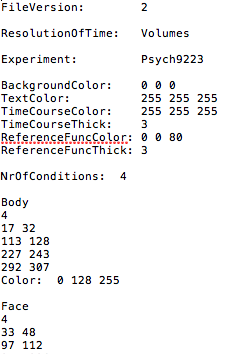 FileVersion: 2
ResolutionOfTime: Volumes
Experiment: Psych9223
BackgroundColor: 0 0 0
TextColor: 255 255 255
TimeCourseColor: 255 255 255
TimeCourseThick: 3
ReferenceFuncColor: 0 0 80
ReferenceFuncThick: 3
NrOfConditions: 4
Body
4
17 32
113 128
227 243
292 307
Color: 0 128 255
Face
4
33 48
97 112